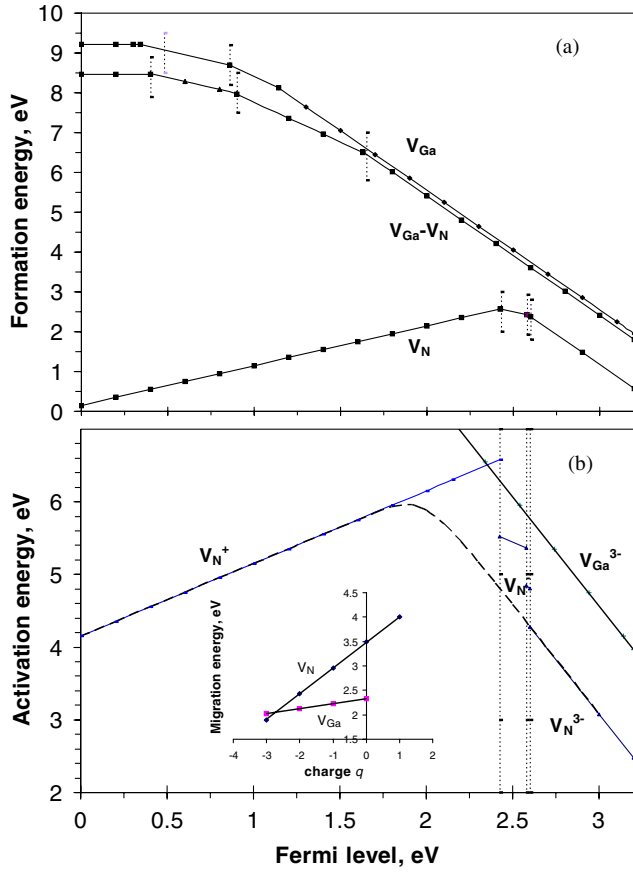 10
9
8
7
6
5
4
3
2
1
0
Formation energy, eV
(a)
V_Ga
V_Ga-V_N
V_N
(b)
6
5
4
3
2
Activation energy, eV
V_N^+
V_Ga^3-
V_N^-
V_N^3-
Migration energy, eV
4.5
4
3.5
3
2.5
2
1.5
V_N
V_Ga
-4 -3 -2 -1 0 1 2
charge q
0 0.5 1 1.5 2 2.5 3
Fermi level, eV